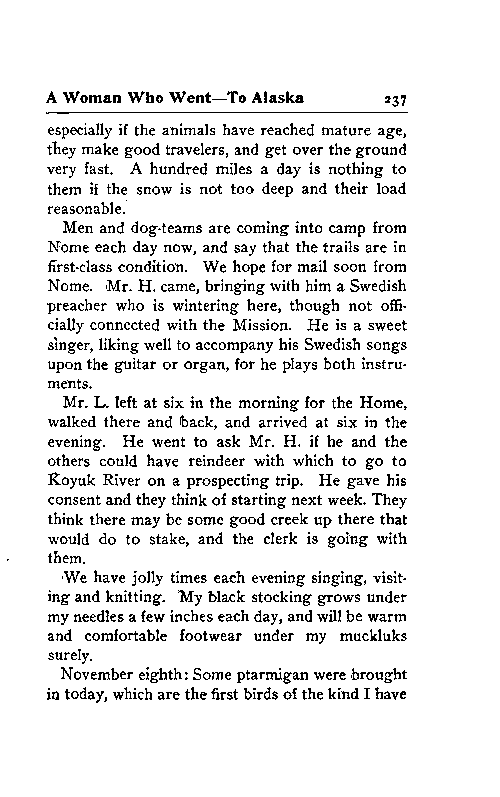 A Woman Who Went—To Alaska 237
especially if the animals have reached mature age,
they make good travelers, and get over the ground
very fast. A hundred miles a day is nothing to
them if the snow is not too deep and their load
reasonable.
Men and dog-teams are coming into camp from
Nome each day now, and say that the trails are in
first-class condition. We hope for mail soon from
Nome. Mr. H. came, bringing with him a Swedish
preacher who is wintering here, though not offi-
cially connected with the Mission. He is a sweet
singer, liking well to accompany his Swedish songs
upon the guitar or organ, for he plays both instru-
ments.
Mr. L. left at six in the morning for the Home,
walked there and back, and arrived at six in the
evening. He went to ask Mr. H. if he and the
others could have reindeer with which to go to
Koyuk River on a prospecting trip. He gave his
consent and they think of starting next week. They
think there may be some good creek up there that
would do to stake, and the clerk is going with
them.
We have jolly times each evening singing, visit-
ing and knitting. My black stocking grows under
my needles a few inches each day, and will be warm
and comfortable footwear under my muckluks
surely.
November eighth: Some ptarmigan were brought
in today, which are the first birds of the kind I have